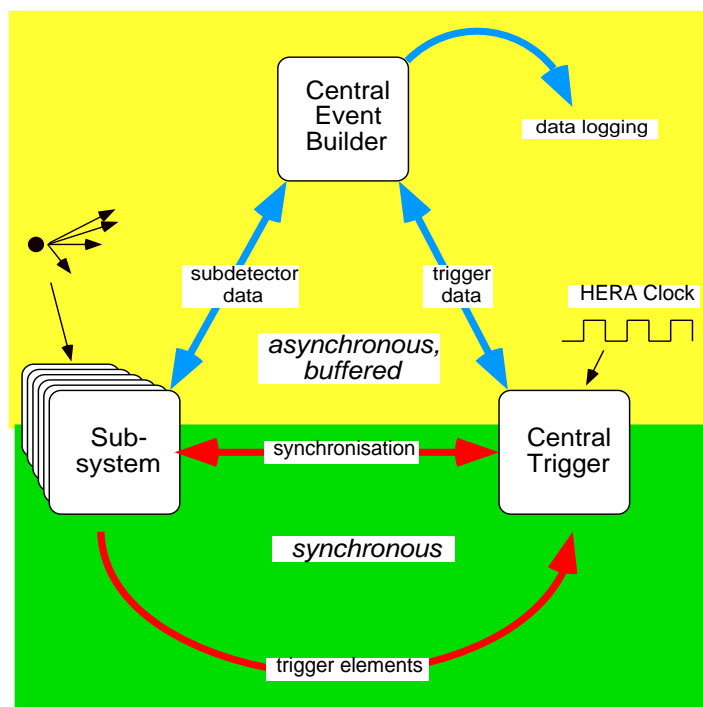 Central
Event
Builder
data logging
subdetector
data
trigger
data
HERA Clock
asynchronous,
buffered
Sub-
system
synchronisation
Central
Trigger
synchronous
trigger elements